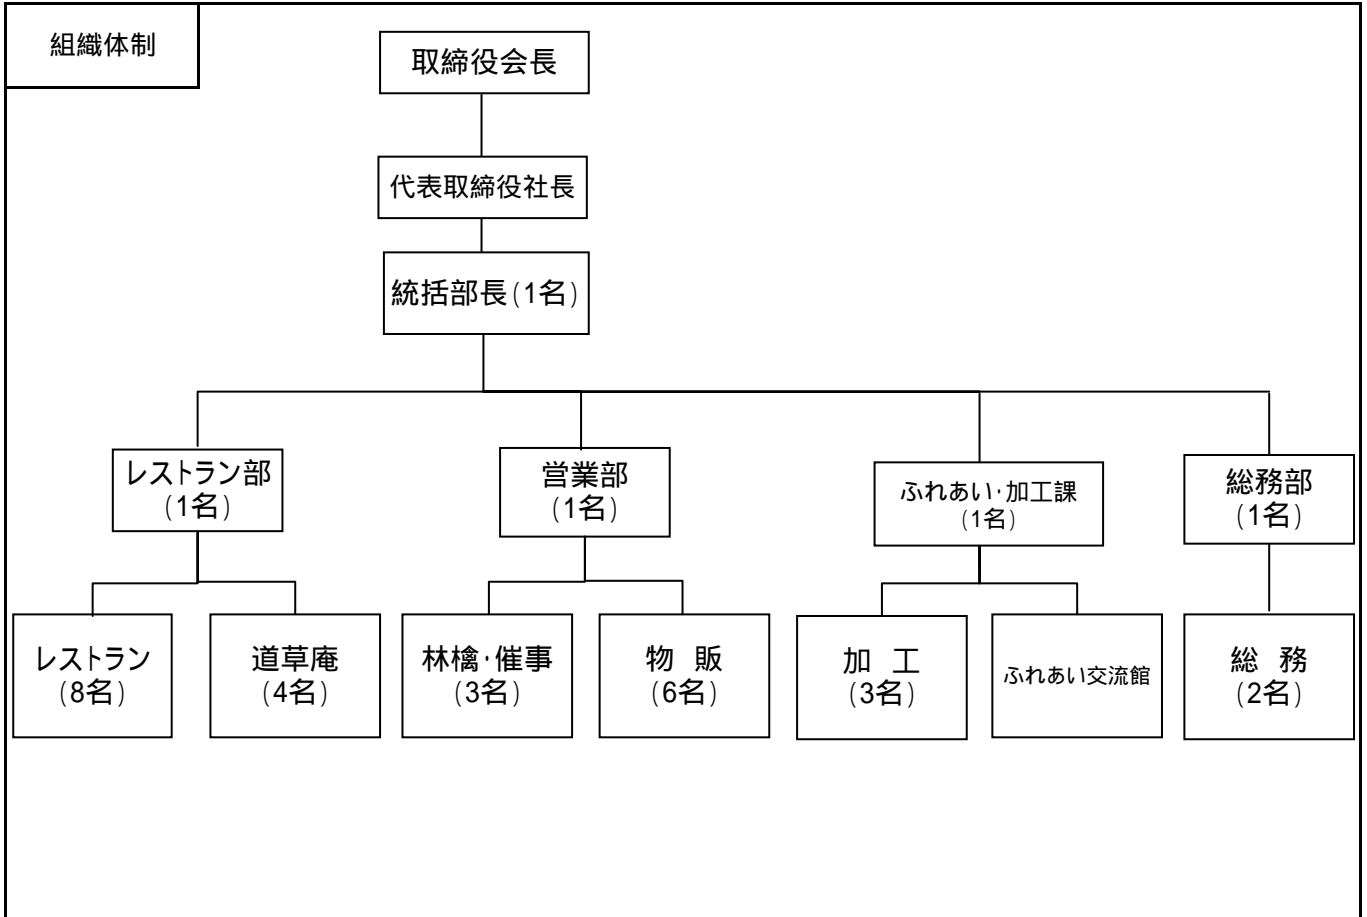 組織体制
取締役会長
代表取締役社長
統括部長(1名)
レストラン部
(1名)
営業部
(1名)
ふれあい・加工課
(1名)
総務部
(1名)
レストラン
(8名)
道草庵
(4名)
林檎・催事
(3名)
物 販
(6名)
加 工
(3名)
ふれあい交流館
総 務
(2名)